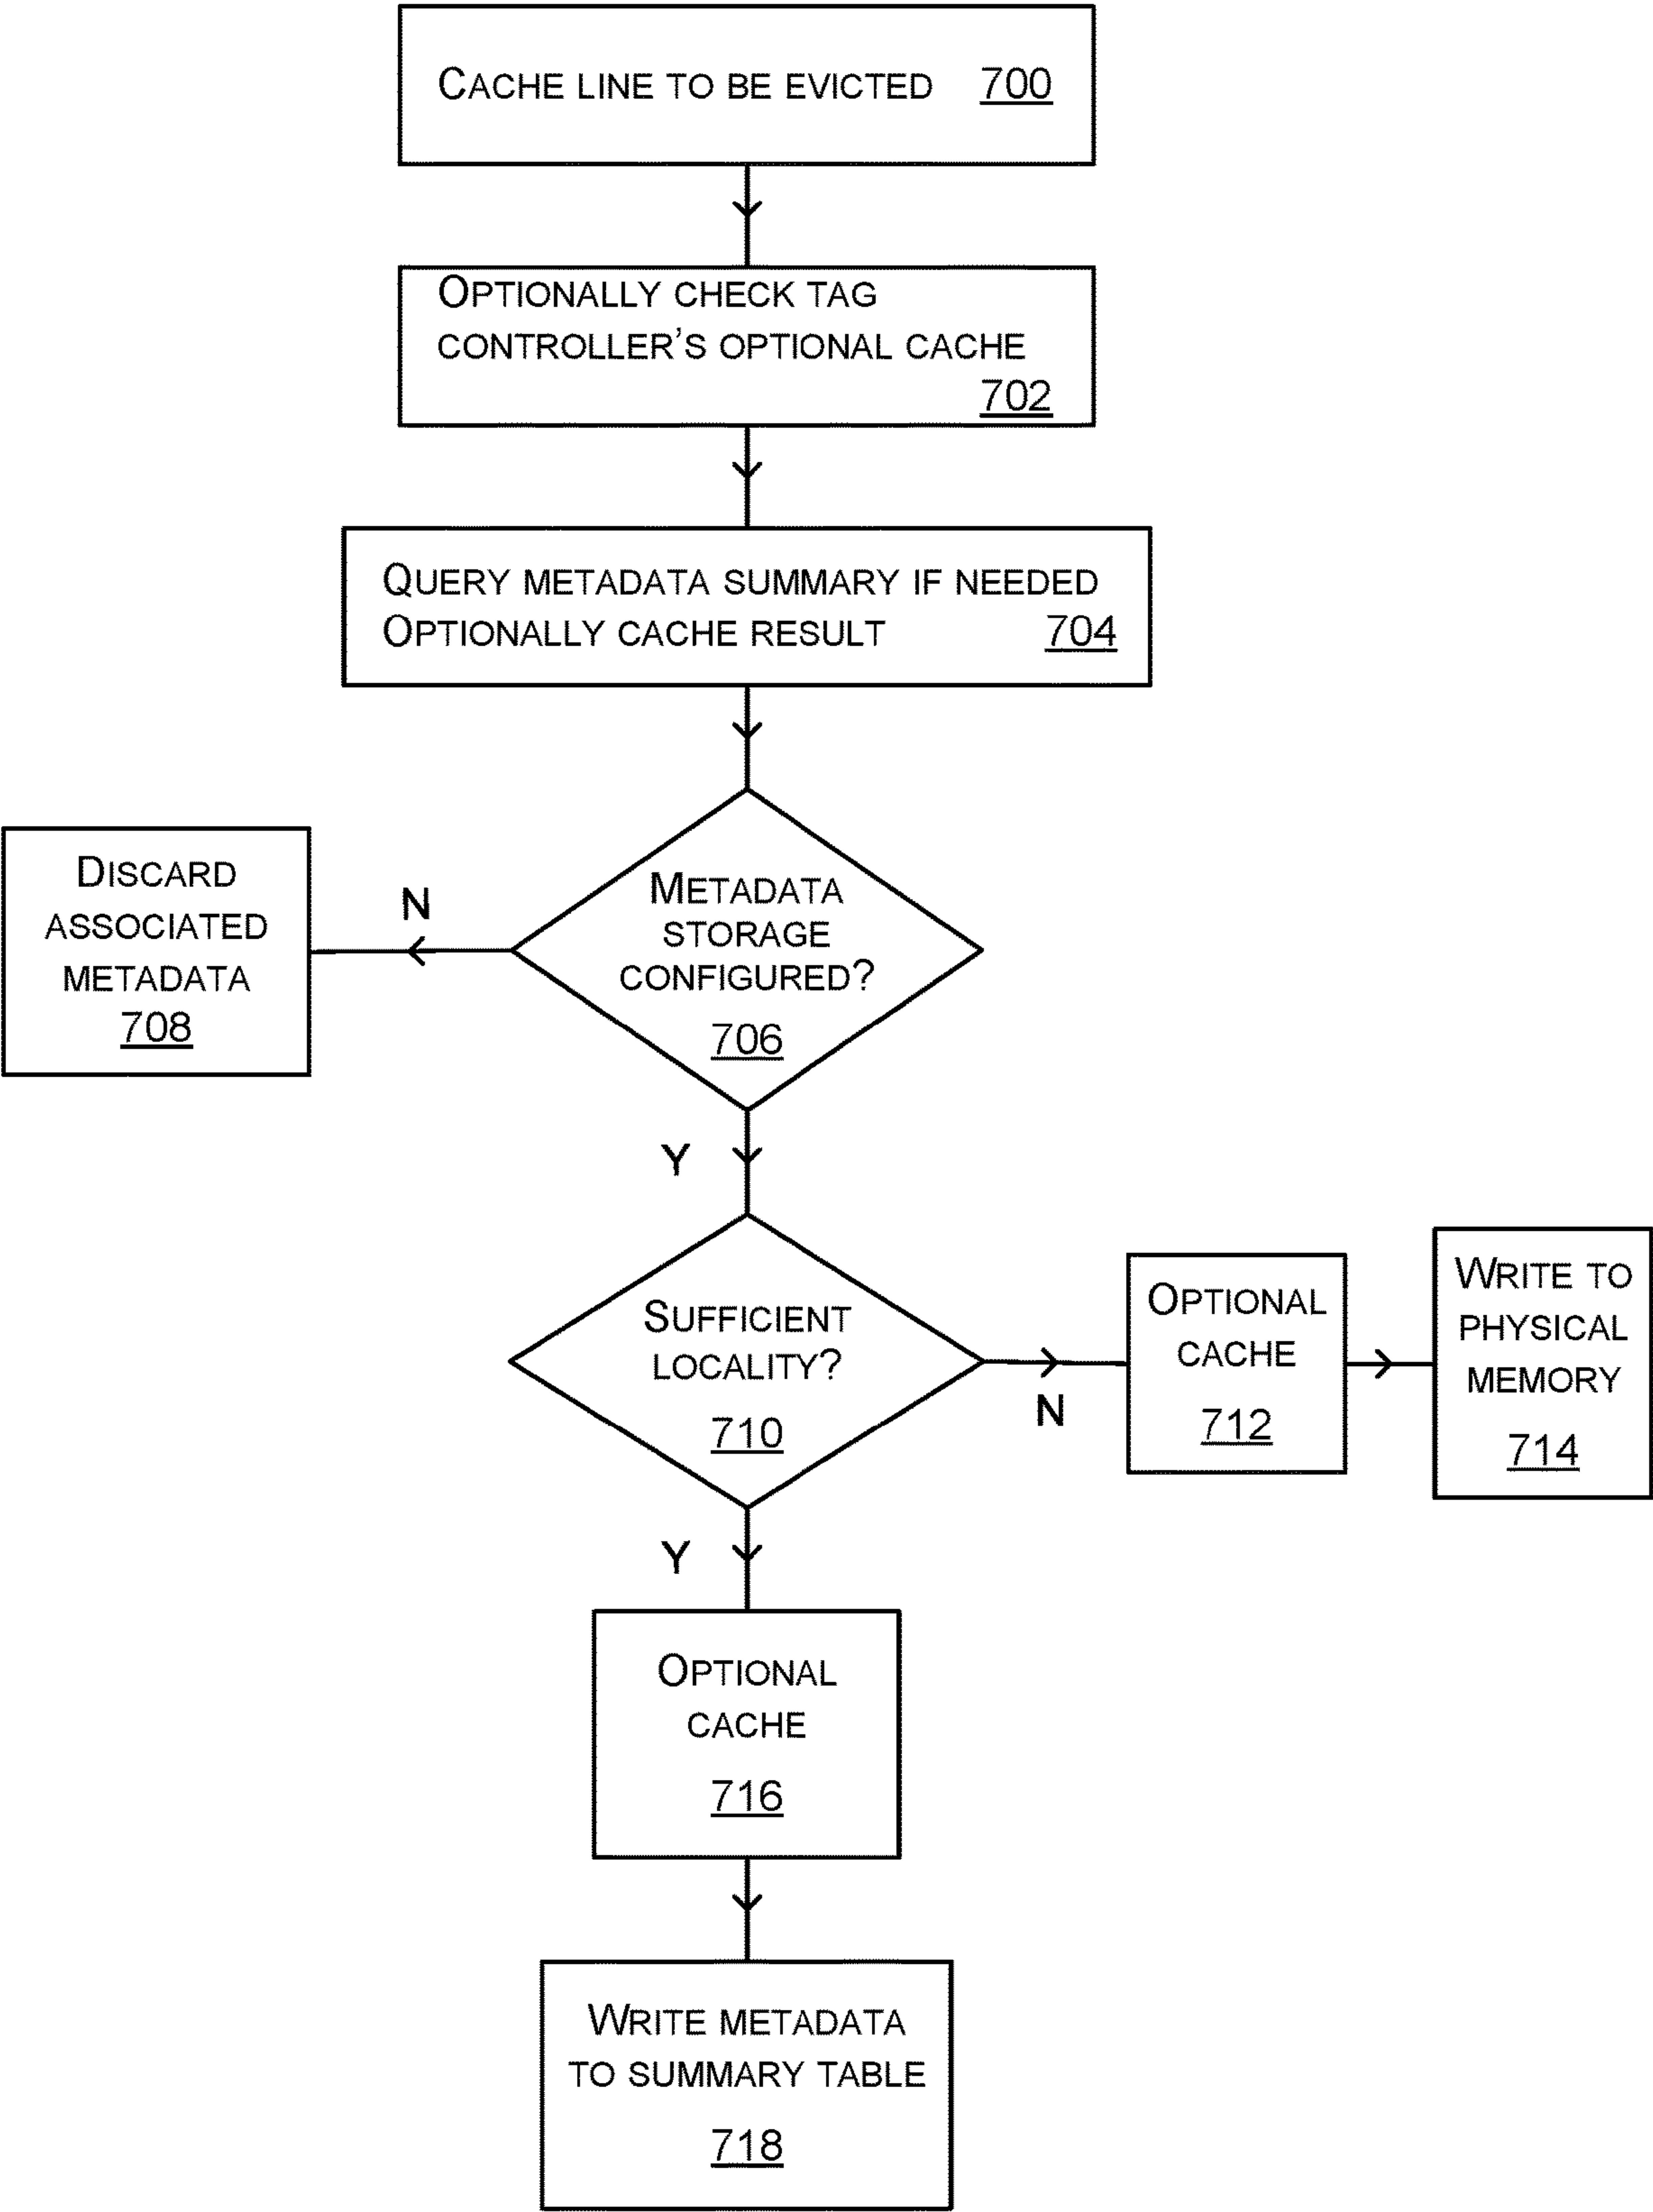 CACHE LINE TO BE EVICTED 700
OPTIONALLY CHECK TAG
CONTROLLER'S OPTIONAL CACHE
702
QUERY METADATA SUMMARY IF NEEDED
OPTIONALLY CACHE RESULT 704
METADATA
STORAGE
CONFIGURED?
706
N
DISCARD
ASSOCIATED
METADATA
708
Y
SUFFICIENT
LOCALITY?
710
N
OPTIONAL
CACHE
712
WRITE TO
PHYSICAL
MEMORY
714
Y
OPTIONAL
CACHE
716
WRITE METADATA
TO SUMMARY TABLE
718